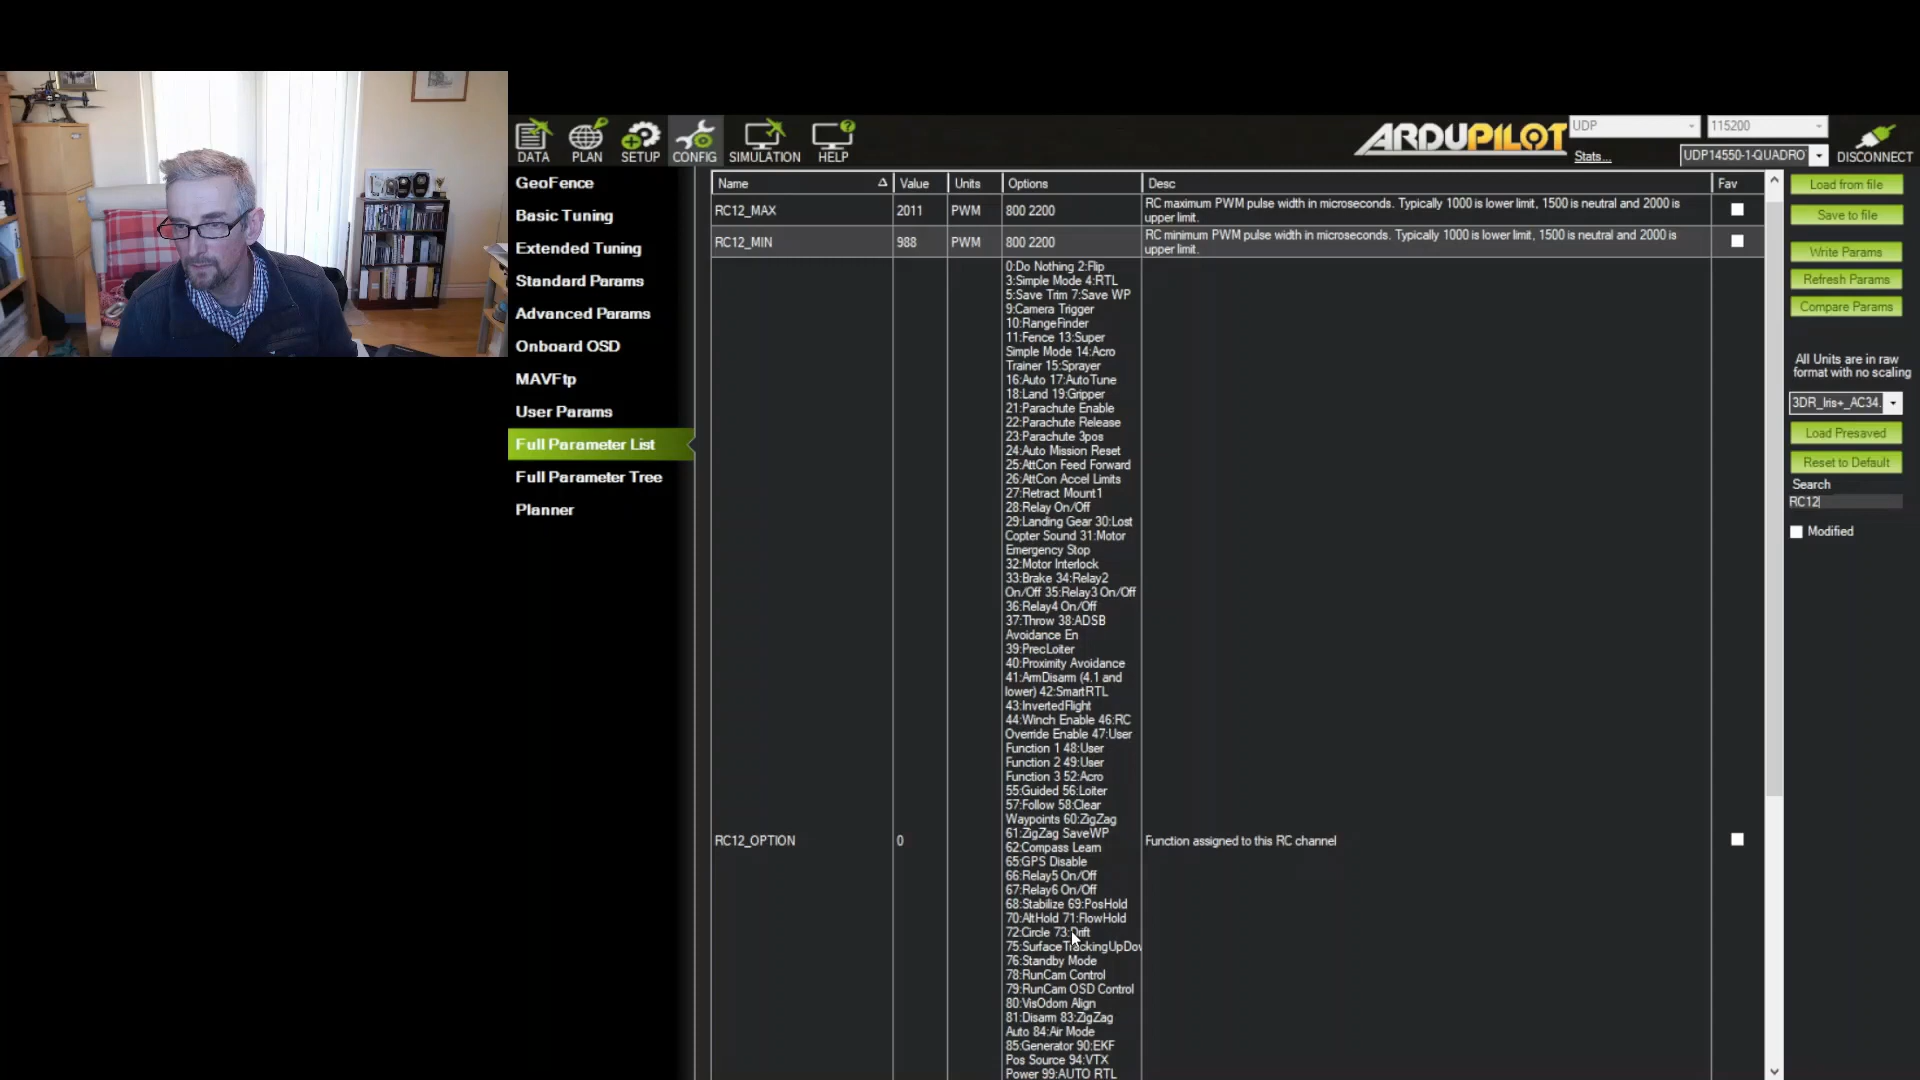 DATA
PLAN
SETUP
CONFIG
SIMULATION
HELP
ARDUPILOT
UDP
115200
Stats...
UDP14550-1-QUADRO
DISCONNECT
GeoFence
Basic Tuning
Extended Tuning
Standard Params
Advanced Params
Onboard OSD
MAVFtp
User Params
Full Parameter List
Full Parameter Tree
Planner
Name Value Units Options Desc Fav
RC12_MAX 2011 PWM 800 2200 RC maximum PWM pulse width in microseconds. Typically 1000 is lower limit, 1500 is neutral and 2000 is
upper limit.
RC12_MIN 988 PWM 800 2200 RC minimum PWM pulse width in microseconds. Typically 1000 is lower limit, 1500 is neutral and 2000 is
upper limit.
0:Do Nothing 2:Flip
3:Simple Mode 4:RTL
5:Save Trim 7:Save WP
9:Camera Trigger
10:RangeFinder
11:Fence 13:Super
Simple Mode 14:Acro
Trainer 15:Sprayer
16:Auto 17:AutoTune
18:Land 19:Gripper
21:Parachute Enable
22:Parachute Release
23:Parachute 3pos
24:Auto Mission Reset
25:AttCon Feed Forward
26:AttCon Accel Limits
27:Retract Mount1
28:Relay On/Off
29:Landing Gear 30:Lost
Copter Sound 31:Motor
Emergency Stop
32:Motor Interlock
33:Brake 34:Relay2
On/Off 35:Relay3 On/Off
36:Relay4 On/Off
37:Throw 38:ADSB
Avoidance En
39:PrecLoiter
40:Proximity Avoidance
41:ArmDisarm (4.1 and
lower) 42:SmartRTL
43:InvertedFlight
44:Winch Enable 46:RC
Override Enable 47:User
Function 1 48:User
Function 2 49:User
Function 3 52:Acro
55:Guided 56:Loiter
57:Follow 58:Clear
Waypoints 60:ZigZag
61:ZigZag SaveWP
62:Compass Learn
65:GPS Disable
66:Relay5 On/Off
67:Relay6 On/Off
68:Stabilize 69:PosHold
70:AltHold 71:FlowHold
72:Circle 73:Drift
75:SurfaceTrackingUpDow
76:Standby Mode
78:RunCam Control
79:RunCam OSD Control
80:VisOdom Align
81:Disarm 83:ZigZag
Auto 84:Air Mode
85:Generator 90:EKF
Pos Source 94:VTX
Power 99:AUTO RTL
RC12_OPTION 0 Function assigned to this RC channel
Load from file
Save to file
Write Params
Refresh Params
Compare Params
All Units are in raw
format with no scaling
3DR_Iris+_AC34.
Load Presaved
Reset to Default
Search
RC12
Modified